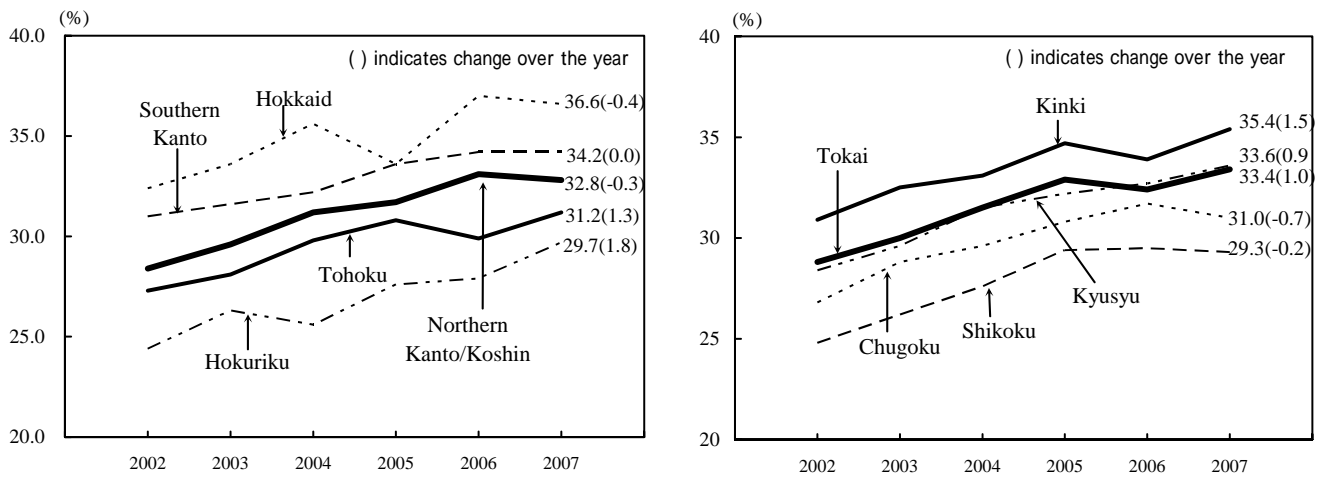 (%)
40.0
( ) indicates change over the year
Southern
Kanto
Hokkaid
36.6(-0.4)
35.0
34.2(0.0)
32.8(-0.3)
31.2(1.3)
30.0
29.7(1.8)
Tohoku
25.0
Hokuriku
Northern
Kanto/Koshin
20.0
2002 2003 2004 2005 2006 2007
(%)
40
( ) indicates change over the year
Kinki
35.4(1.5)
35
Tokai
33.6(0.9
33.4(1.0)
31.0(-0.7)
30
29.3(-0.2)
Kyusyu
Shikoku
Chugoku
25
20
2002 2003 2004 2005 2006 2007